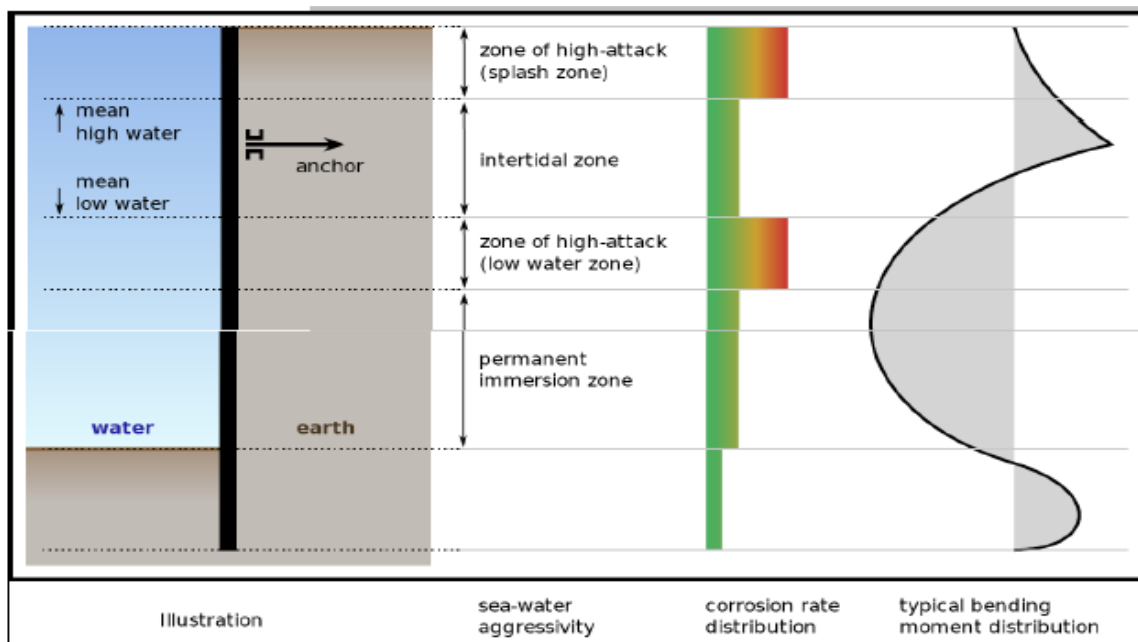 zone of high-attack
(splash zone)
mean
high water
anchor
intertidal zone
mean
low water
zone of high-attack
(low water zone)
permanent
immersion zone
water
earth
Illustration
sea-water
aggressivity
corrosion rate
distribution
typical bending
moment distribution